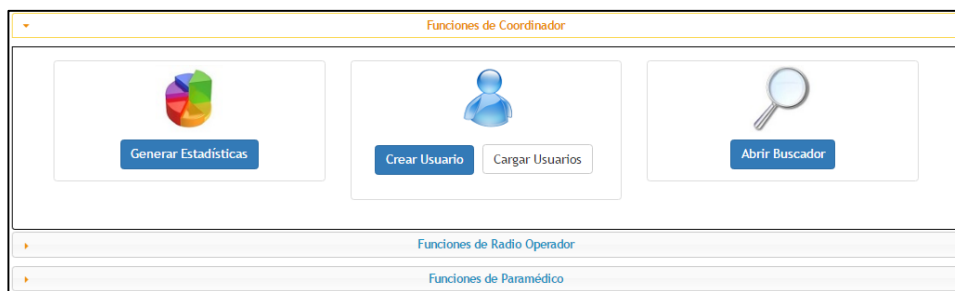 Funciones de Coordinador
Generar Estadísticas
Crear Usuario
Cargar Usuarios
Abrir Buscador
Funciones de Radio Operador
Funciones de Paramédico